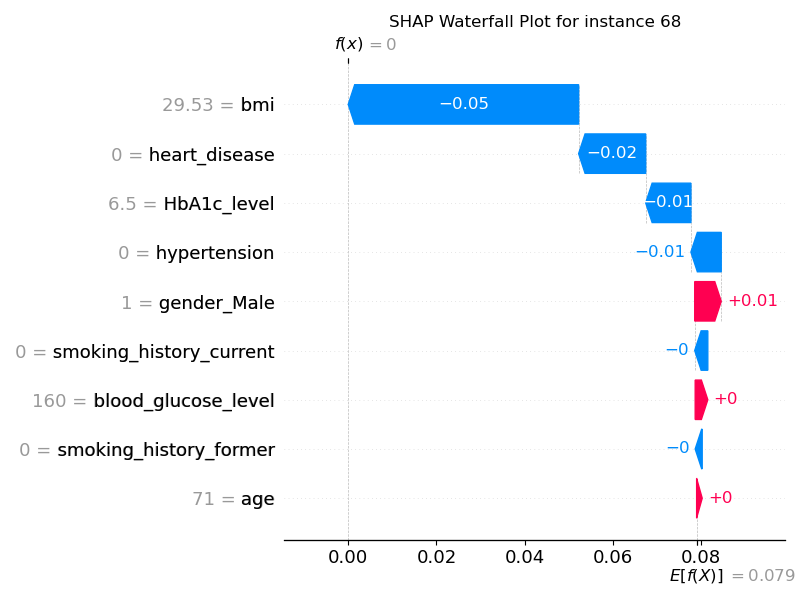 SHAP Waterfall Plot for instance 68
f(x) = 0
29.53 = bmi
−0.05
0 = heart_disease
−0.02
6.5 = HbA1c_level
−0.01
0 = hypertension
−0.01
1 = gender_Male
+0.01
0 = smoking_history_current
−0
160 = blood_glucose_level
+0
0 = smoking_history_former
−0
71 = age
+0
0.00 0.02 0.04 0.06 0.08
E[f(X)] = 0.079